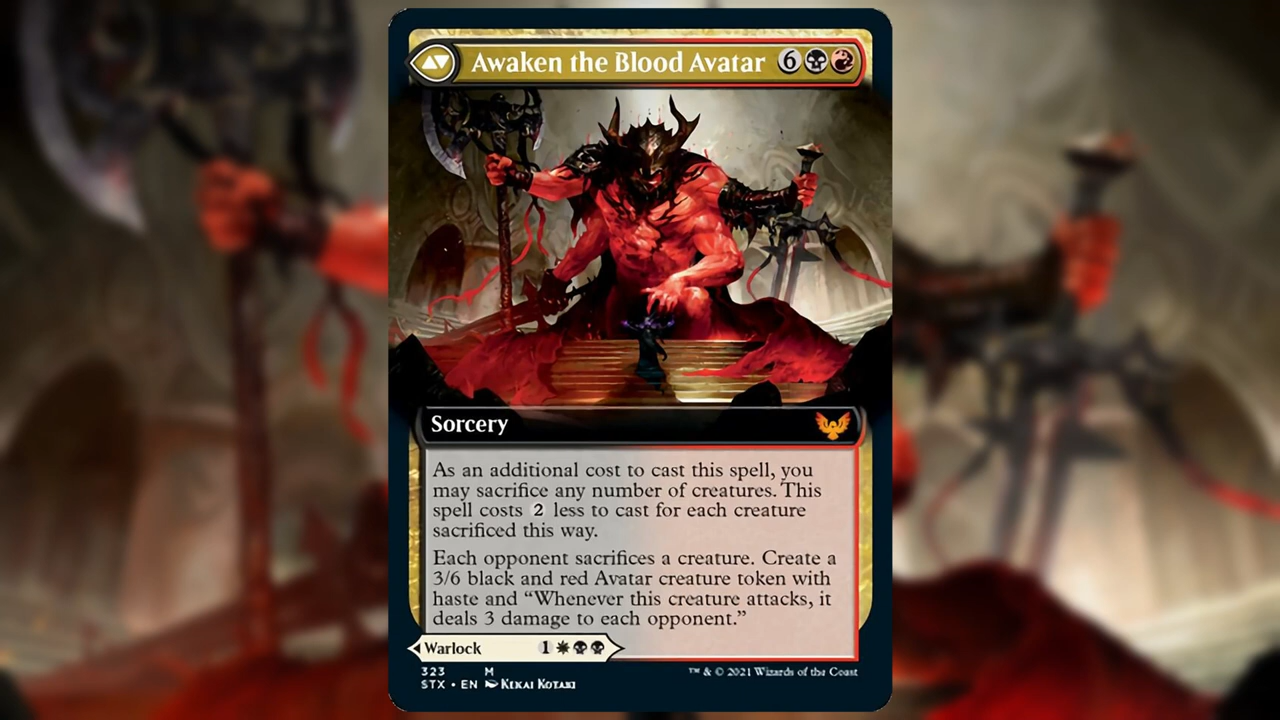 Awaken the Blood Avatar 6
Sorcery
As an additional cost to cast this spell, you
may sacrifice any number of creatures. This
spell costs 2 less to cast for each creature
sacrificed this way.
Each opponent sacrifices a creature. Create a
3/6 black and red Avatar creature token with
haste and “Whenever this creature attacks, it
deals 3 damage to each opponent.”
Warlock 1
323 M
STX • EN Kekai Kotaki
™ & © 2021 Wizards of the Coast